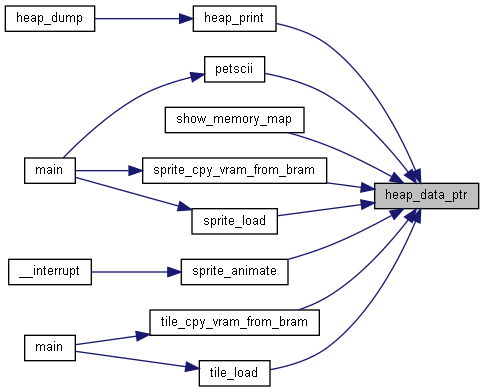 heap_dump
heap_print
petscii
show_memory_map
main
sprite_cpy_vram_from_bram
heap_data_ptr
sprite_load
__interrupt
sprite_animate
tile_cpy_vram_from_bram
main
tile_load